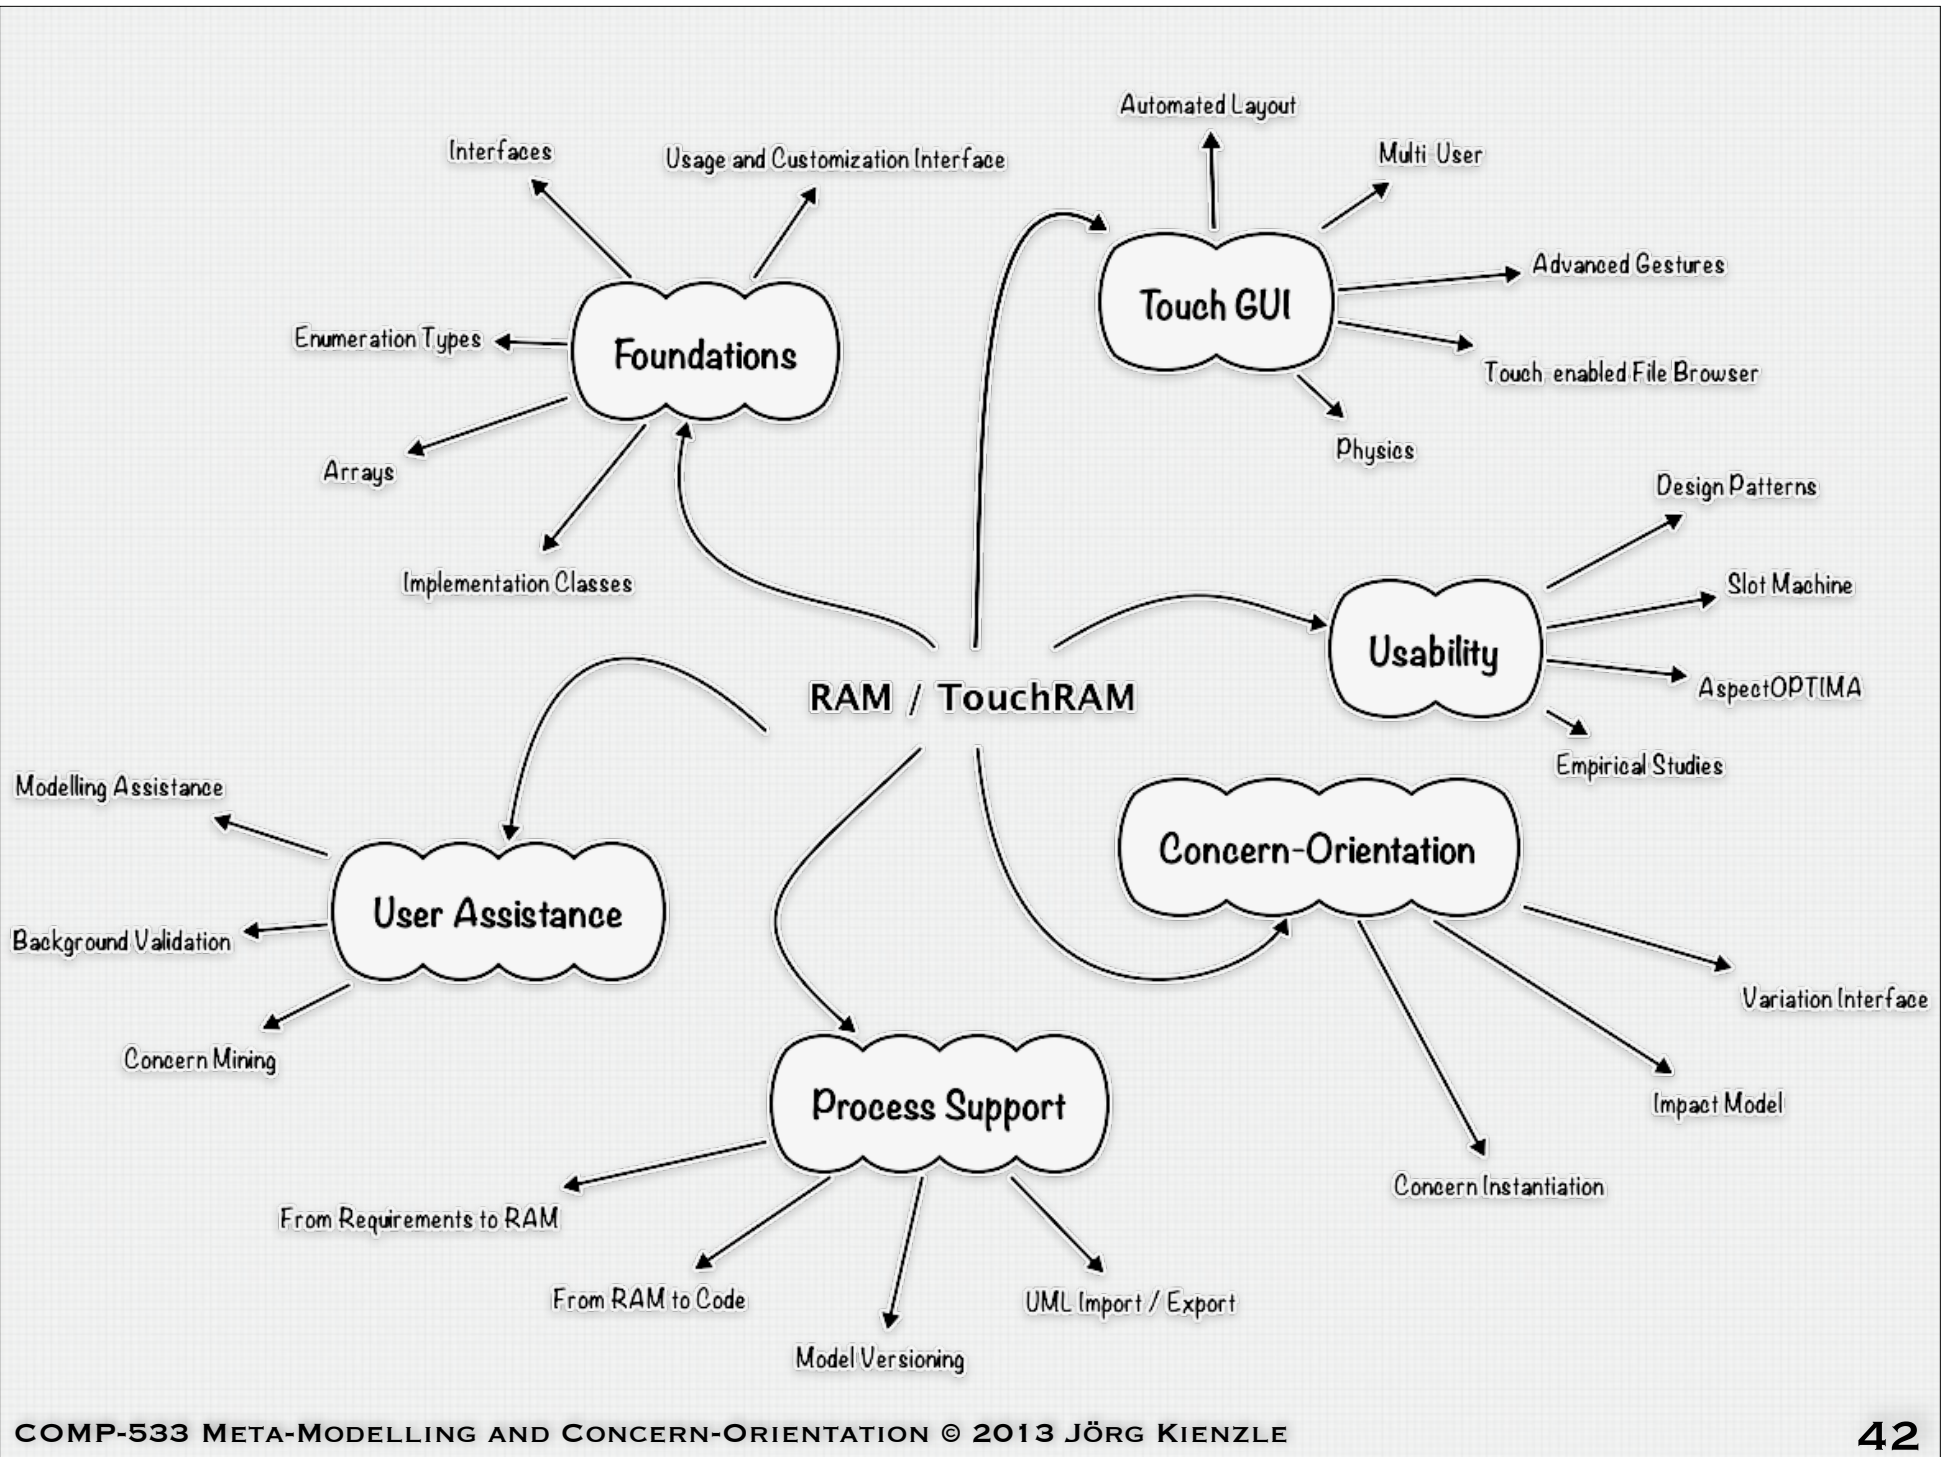 Automated Layout
Interfaces
Usage and Customization Interface
Multi User
Advanced Gestures
Touch GUI
Enumeration Types
Foundations
Touch-enabled File Browser
Physics
Arrays
Design Patterns
Implementation Classes
Slot Machine
Usability
RAM / TouchRAM
AspectOPTIMA
Empirical Studies
Modelling Assistance
Concern-Orientation
User Assistance
Background Validation
Variation Interface
Concern Mining
Process Support
Impact Model
Concern Instantiation
From Requirements to RAM
From RAM to Code
UML Import / Export
Model Versioning
COMP-533 Meta-Modelling and Concern-Orientation © 2013 Jörg Kienzle
42